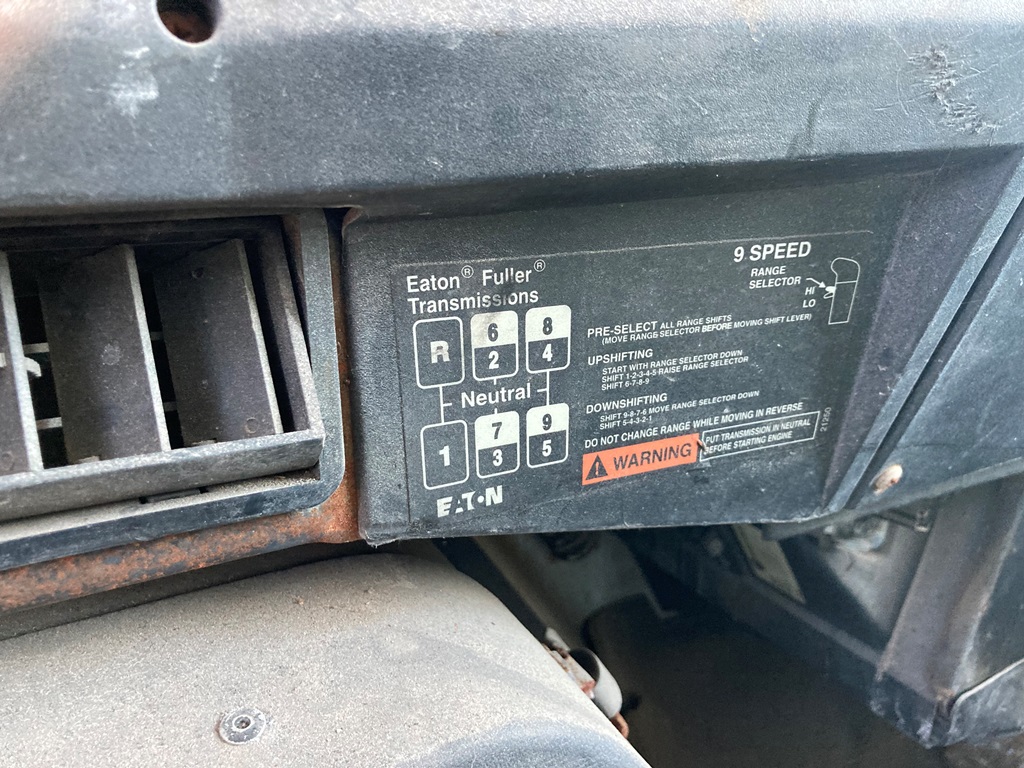 Eaton® Fuller®
Transmissions
R 6 8
2 4
Neutral
1 7 9
3 5
EATON
9 SPEED
RANGE
SELECTOR
HI
LO
PRE-SELECT ALL RANGE SHIFTS
(MOVE RANGE SELECTOR BEFORE MOVING SHIFT LEVER)
UPSHIFTING
START WITH RANGE SELECTOR DOWN
SHIFT 1-2-3-4-5 RAISE RANGE SELECTOR
SHIFT 6-7-8-9
DOWNSHIFTING
SHIFT 9-8-7-6 MOVE RANGE SELECTOR DOWN
SHIFT 5-4-3-2-1
DO NOT CHANGE RANGE WHILE MOVING IN REVERSE
WARNING
PUT TRANSMISSION IN NEUTRAL
BEFORE STARTING ENGINE
21250